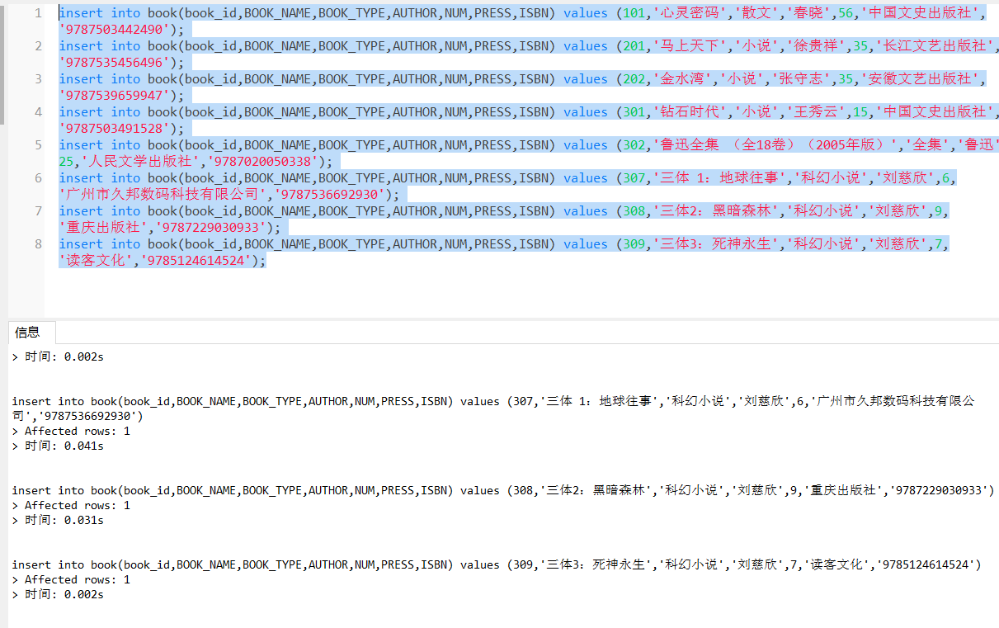 1 insert into book(book_id,BOOK_NAME,BOOK_TYPE,AUTHOR,NUM,PRESS,ISBN) values (101,'心灵密码','散文','春晓',56,'中国文史出版社',
'9787503442490');
2 insert into book(book_id,BOOK_NAME,BOOK_TYPE,AUTHOR,NUM,PRESS,ISBN) values (201,'马上天下','小说','徐贵祥',35,'长江文艺出版社',
'9787535456496');
3 insert into book(book_id,BOOK_NAME,BOOK_TYPE,AUTHOR,NUM,PRESS,ISBN) values (202,'金水湾','小说','张守志',35,'安徽文艺出版社',
'9787539659947');
4 insert into book(book_id,BOOK_NAME,BOOK_TYPE,AUTHOR,NUM,PRESS,ISBN) values (301,'钻石时代','小说','王秀云',15,'中国文史出版社',
'9787503491528');
5 insert into book(book_id,BOOK_NAME,BOOK_TYPE,AUTHOR,NUM,PRESS,ISBN) values (302,'鲁迅全集 (全18卷)(2005年版)','全集','鲁迅'
25,'人民文学出版社','9787020050338');
6 insert into book(book_id,BOOK_NAME,BOOK_TYPE,AUTHOR,NUM,PRESS,ISBN) values (307,'三体 1：地球往事','科幻小说','刘慈欣',6,
'广州市久邦数码科技有限公司','9787536692930');
7 insert into book(book_id,BOOK_NAME,BOOK_TYPE,AUTHOR,NUM,PRESS,ISBN) values (308,'三体2：黑暗森林','科幻小说','刘慈欣',9,
'重庆出版社','9787229030933');
8 insert into book(book_id,BOOK_NAME,BOOK_TYPE,AUTHOR,NUM,PRESS,ISBN) values (309,'三体3：死神永生','科幻小说','刘慈欣',7,
'读客文化','9785124614524');
信息
> 时间: 0.002s
insert into book(book_id,BOOK_NAME,BOOK_TYPE,AUTHOR,NUM,PRESS,ISBN) values (307,'三体 1：地球往事','科幻小说','刘慈欣',6,'广州市久邦数码科技有限公
司','9787536692930')
> Affected rows: 1
> 时间: 0.041s
insert into book(book_id,BOOK_NAME,BOOK_TYPE,AUTHOR,NUM,PRESS,ISBN) values (308,'三体2：黑暗森林','科幻小说','刘慈欣',9,'重庆出版社','9787229030933')
> Affected rows: 1
> 时间: 0.031s
insert into book(book_id,BOOK_NAME,BOOK_TYPE,AUTHOR,NUM,PRESS,ISBN) values (309,'三体3：死神永生','科幻小说','刘慈欣',7,'读客文化','9785124614524')
> Affected rows: 1
> 时间: 0.002s